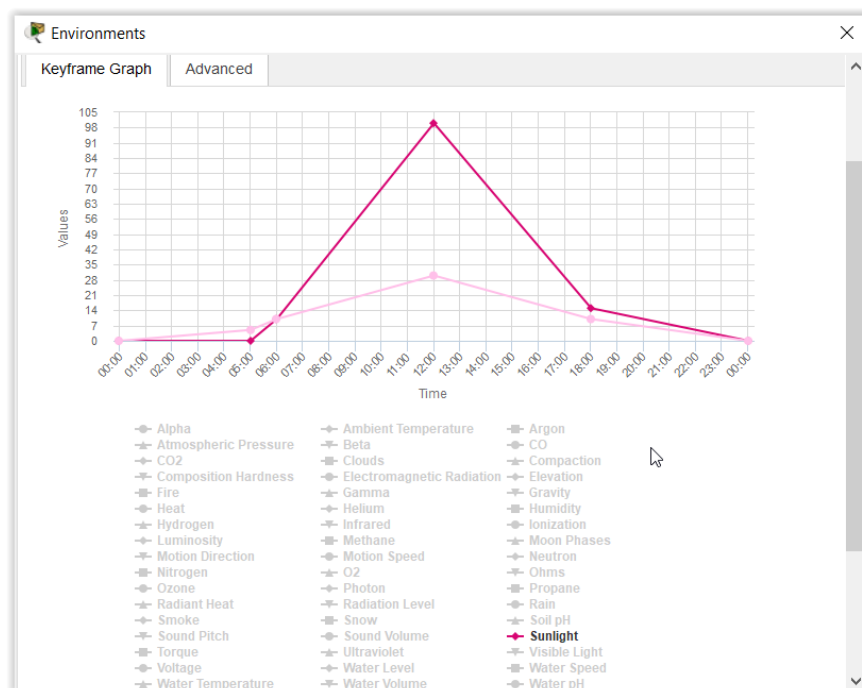 Environments
Keyframe Graph Advanced
105
98
91
84
77
70
63
56
49
42
35
28
21
14
7
0
Values
00:00 01:00 02:00 03:00 04:00 05:00 06:00 07:00 08:00 09:00 10:00 11:00 12:00 13:00 14:00 15:00 16:00 17:00 18:00 19:00 20:00 21:00 22:00 23:00 00:00
Time
Alpha Ambient Temperature Argon
Atmospheric Pressure Beta CO
CO2 Clouds Compaction
Composition Hardness Electromagnetic Radiation Elevation
Fire Gamma Gravity
Heat Helium Humidity
Hydrogen Infrared Ionization
Luminosity Methane Moon Phases
Motion Direction Motion Speed Neutron
Nitrogen O2 Ohms
Ozone Photon Propane
Radiant Heat Radiation Level Rain
Smoke Snow Soil pH
Sound Pitch Sound Volume Sunlight
Torque Ultraviolet Visible Light
Voltage Water Level Water Speed
Water Temperature Water Volume Water pH